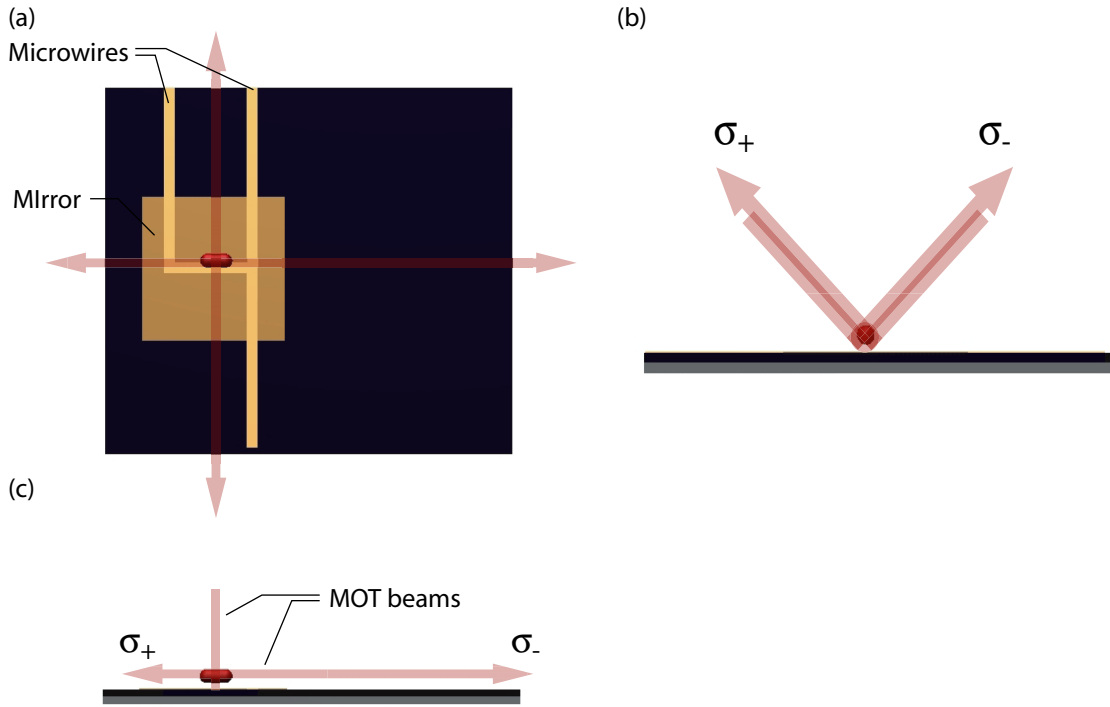 (a)
Microwires
MIrror
(b)
σ+
σ-
(c)
MOT beams
σ+
σ-